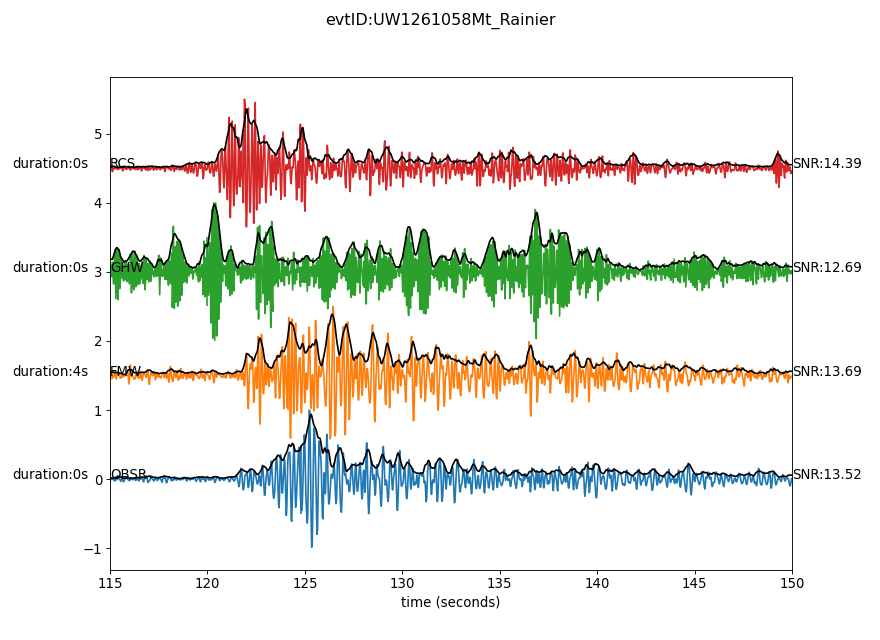 evtID:UW1261058Mt_Rainier
5
duration:0s RCS SNR:14.39
4
duration:0s GHW SNR:12.69
3
2
duration:4s FMW SNR:13.69
1
duration:0s OBSR SNR:13.52
0
−1
115 120 125 130 135 140 145 150
time (seconds)